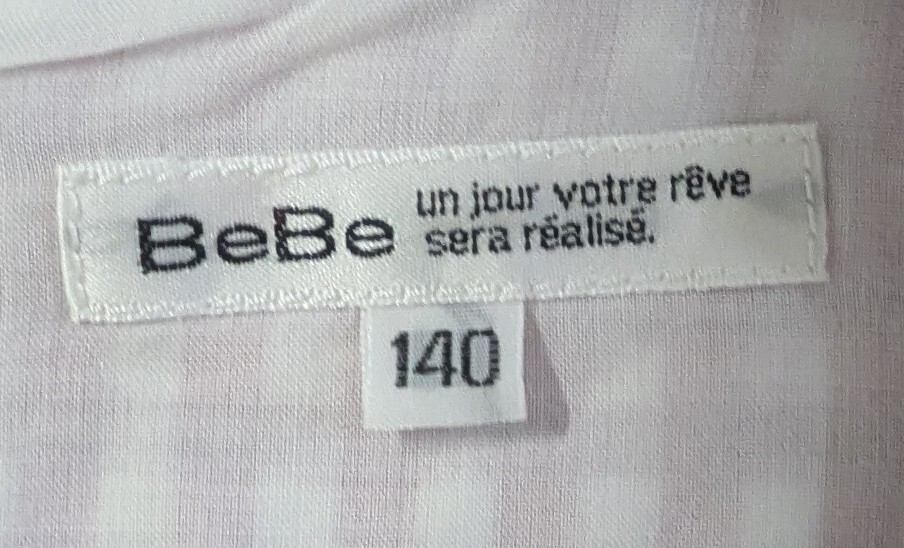 BeBe
un jour votre rêve
sera réalisé.
140